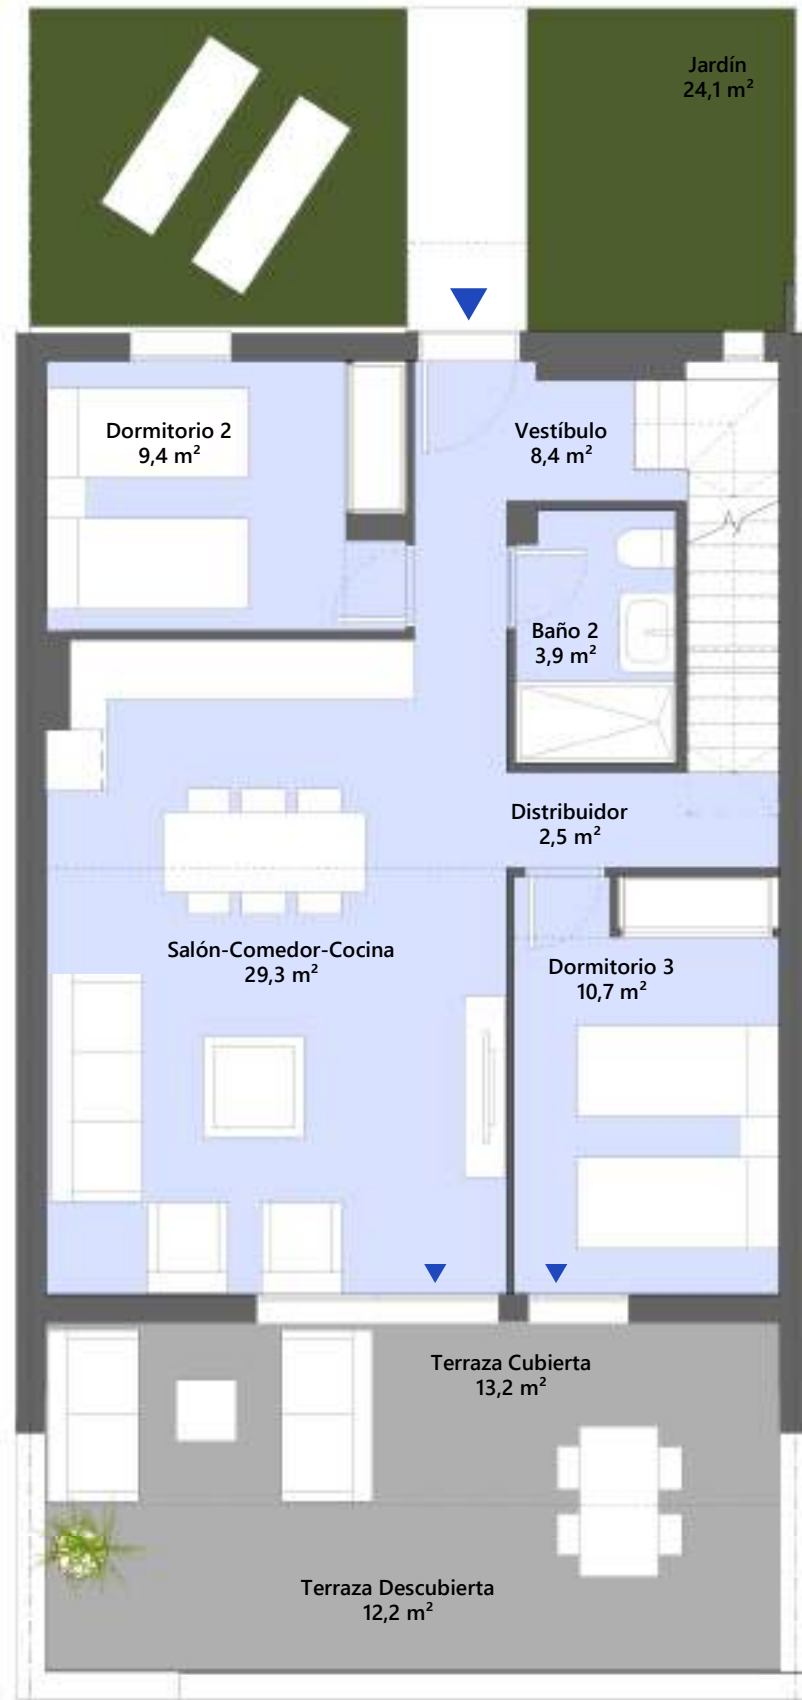 Jardín
24,1 m²
Dormitorio 2
9,4 m²
Vestíbulo
8,4 m²
Baño 2
3,9 m²
Distribuidor
2,5 m²
Salón-Comedor-Cocina
29,3 m²
Dormitorio 3
10,7 m²
Terraza Cubierta
13,2 m²
Terraza Descubierta
12,2 m²